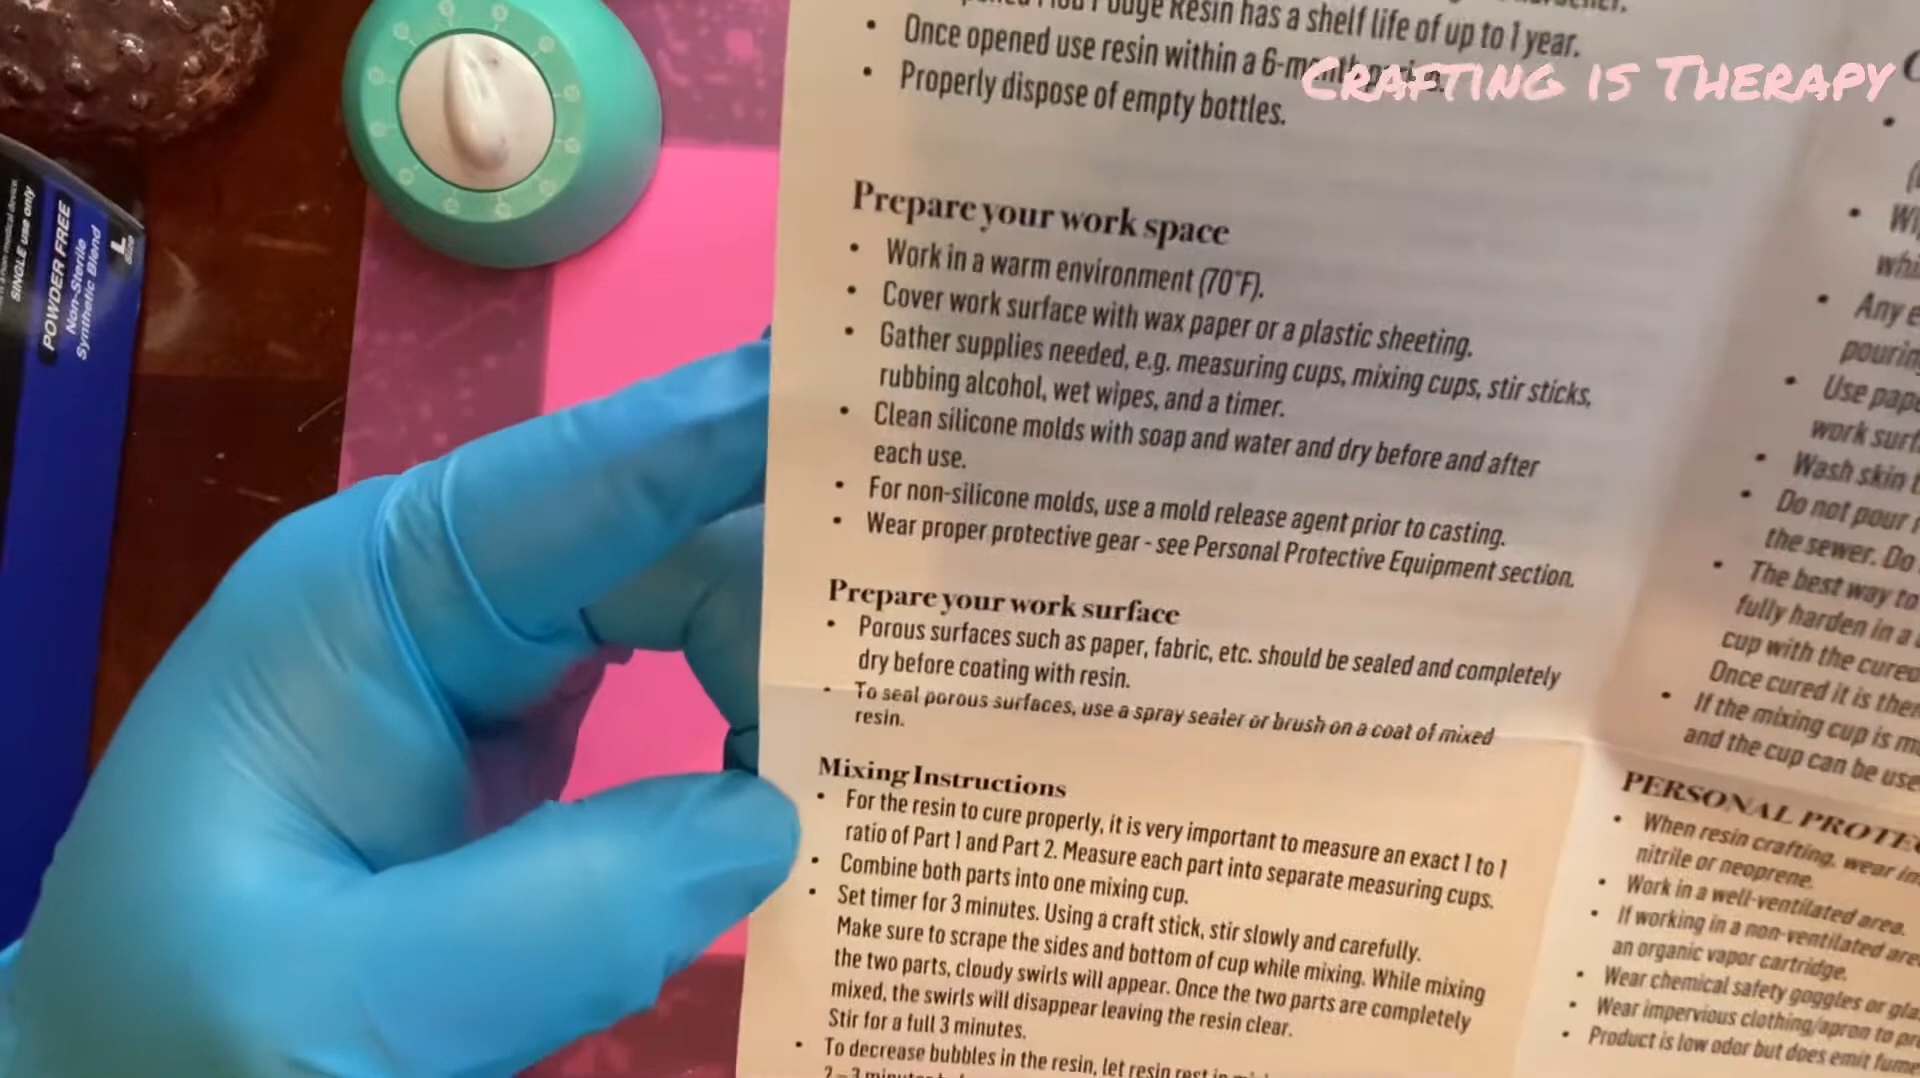 Resin has a shelf life of up to 1 year.
Once opened use resin within a 6-month
Crafting is Therapy
• Properly dispose of empty bottles.
Prepare your work space
• Work in a warm environment (70°F).
• Cover work surface with wax paper or a plastic sheeting.
• Gather supplies needed, e.g. measuring cups, mixing cups, stir sticks,
rubbing alcohol, wet wipes, and a timer.
• Clean silicone molds with soap and water and dry before and after
each use.
• For non-silicone molds, use a mold release agent prior to casting.
• Wear proper protective gear - see Personal Protective Equipment section.
Prepare your work surface
• Porous surfaces such as paper, fabric, etc. should be sealed and completely
dry before coating with resin.
• To seal porous surfaces, use a spray sealer or brush on a coat of mixed
resin.
Mixing Instructions
• For the resin to cure properly, it is very important to measure an exact 1 to 1
ratio of Part 1 and Part 2. Measure each part into separate measuring cups.
• Combine both parts into one mixing cup.
• Set timer for 3 minutes. Using a craft stick, stir slowly and carefully.
Make sure to scrape the sides and bottom of cup while mixing. While mixing
the two parts, cloudy swirls will appear. Once the two parts are completely
mixed, the swirls will disappear leaving the resin clear.
Stir for a full 3 minutes.
• To decrease bubbles in the resin, let resin rest in
2 – 3 minutes
• Any
pouring
• Use
work
• Wash skin
• Do not pour
the sewer. Do
• The best way to
fully harden in a
cup with the cured
Once cured it is
• If the mixing cup is
and the cup can be
PERSONAL
• When resin crafting, wear
nitrile or neoprene.
• Work in a well-ventilated area.
• If working in a non-ventilated
an organic vapor cartridge.
• Wear chemical safety goggles or
• Wear impervious clothing/apron to
• Product is low odor but does emit
SINGLE use only
POWDER FREE
Non-Sterile
Synthetic Blend
L
Size